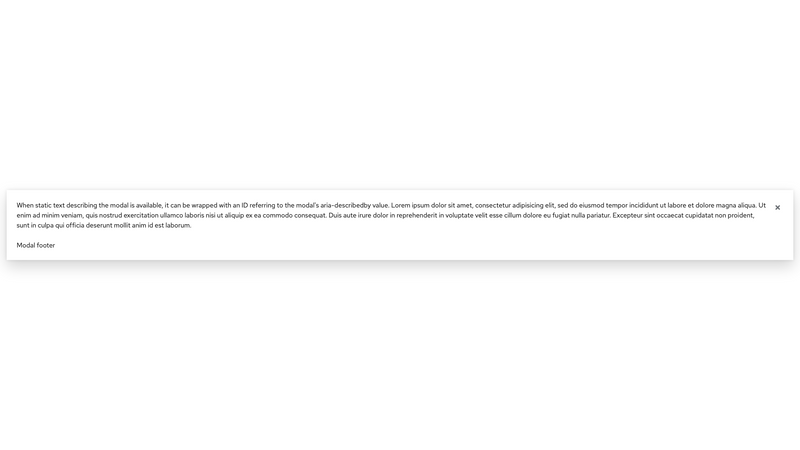 When static text describing the modal is available, it can be wrapped with an ID referring to the modal's aria-describedby value. Lorem ipsum dolor sit amet, consectetur adipisicing elit, sed do eiusmod tempor incididunt ut labore et dolore magna aliqua. Ut
enim ad minim veniam, quis nostrud exercitation ullamco laboris nisi ut aliquip ex ea commodo consequat. Duis aute irure dolor in reprehenderit in voluptate velit esse cillum dolore eu fugiat nulla pariatur. Excepteur sint occaecat cupidatat non proident,
sunt in culpa qui officia deserunt mollit anim id est laborum.
Modal footer